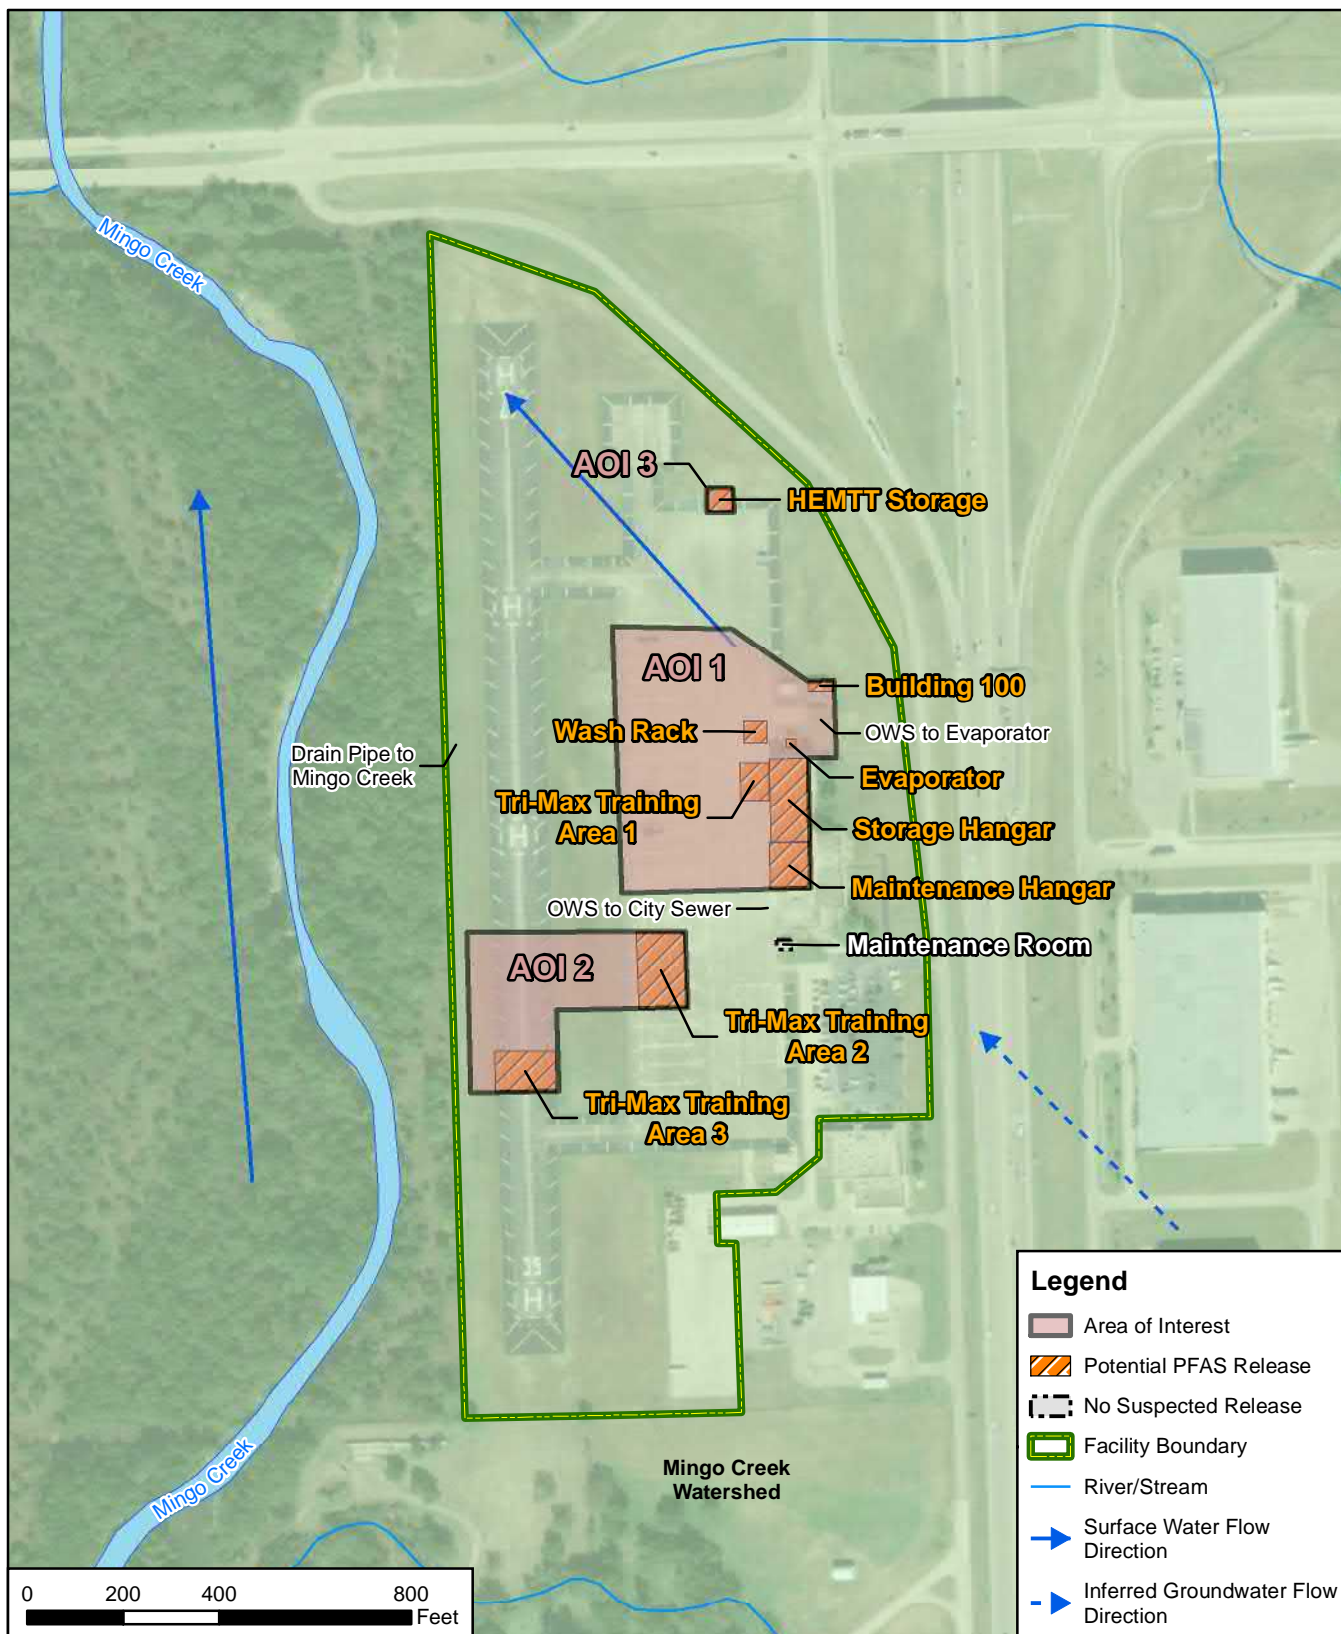 Mingo Creek
AOI 3
HEMTT Storage
AOI 1
Building 100
Wash Rack
OWS to Evaporator
Drain Pipe to
Mingo Creek
Evaporator
Tri-Max Training
Area 1
Storage Hangar
Maintenance Hangar
OWS to City Sewer
Maintenance Room
AOI 2
Tri-Max Training
Area 2
Tri-Max Training
Area 3
Mingo Creek
Mingo Creek
Watershed
Legend
Area of Interest
Potential PFAS Release
No Suspected Release
Facility Boundary
River/Stream
Surface Water Flow
Direction
Inferred Groundwater Flow
Direction
0 200 400 800
Feet